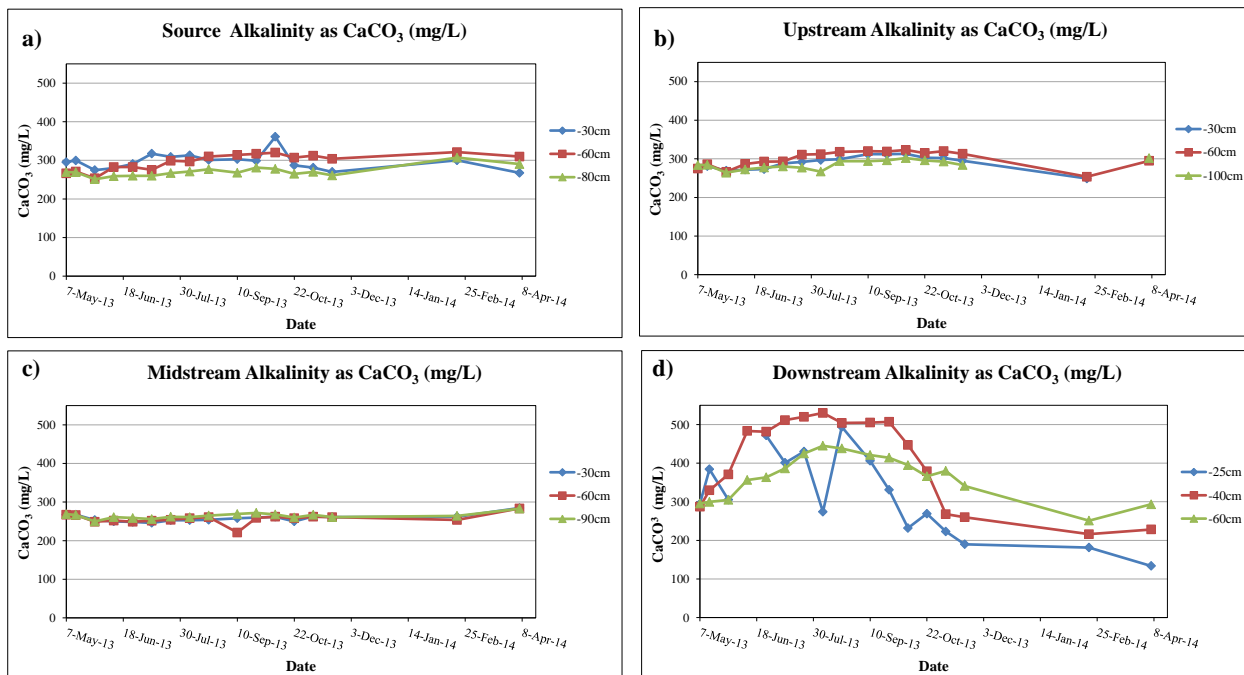 a)
Source Alkalinity as CaCO3 (mg/L)
CaCO3 (mg/L)
500
400
300
200
100
0
7-May-13
18-Jun-13
30-Jul-13
10-Sep-13
22-Oct-13
3-Dec-13
14-Jan-14
25-Feb-14
8-Apr-14
Date
-30cm
-60cm
-80cm
b)
Upstream Alkalinity as CaCO3 (mg/L)
CaCO3 (mg/L)
500
400
300
200
100
0
7-May-13
18-Jun-13
30-Jul-13
10-Sep-13
22-Oct-13
3-Dec-13
14-Jan-14
25-Feb-14
8-Apr-14
Date
-30cm
-60cm
-100cm
c)
Midstream Alkalinity as CaCO3 (mg/L)
CaCO3 (mg/L)
500
400
300
200
100
0
7-May-13
18-Jun-13
30-Jul-13
10-Sep-13
22-Oct-13
3-Dec-13
14-Jan-14
25-Feb-14
8-Apr-14
Date
-30cm
-60cm
-90cm
d)
Downstream Alkalinity as CaCO3 (mg/L)
CaCO³ (mg/L)
500
400
300
200
100
0
7-May-13
18-Jun-13
30-Jul-13
10-Sep-13
22-Oct-13
3-Dec-13
14-Jan-14
25-Feb-14
8-Apr-14
Date
-25cm
-40cm
-60cm